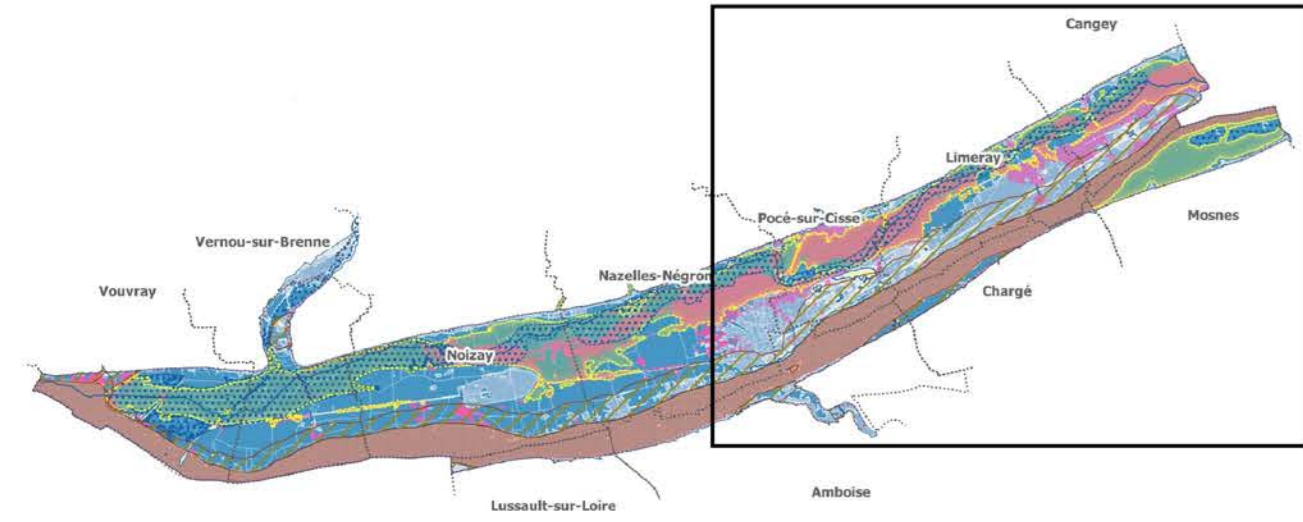 Cangey
Limeray
Pocé-sur-Cisse
Mosnes
Vernou-sur-Brenne
Nazelles-Négron
Vouvray
Chargé
Noizay
Amboise
Lussault-sur-Loire